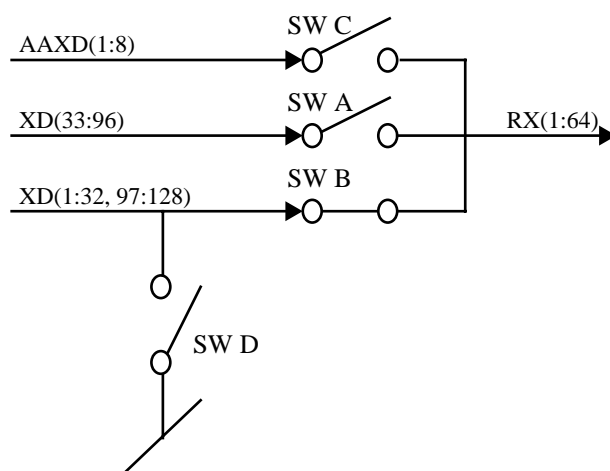 SW C
AAXD(1:8)
SW A
XD(33:96)
RX(1:64)
SW B
XD(1:32, 97:128)
SW D